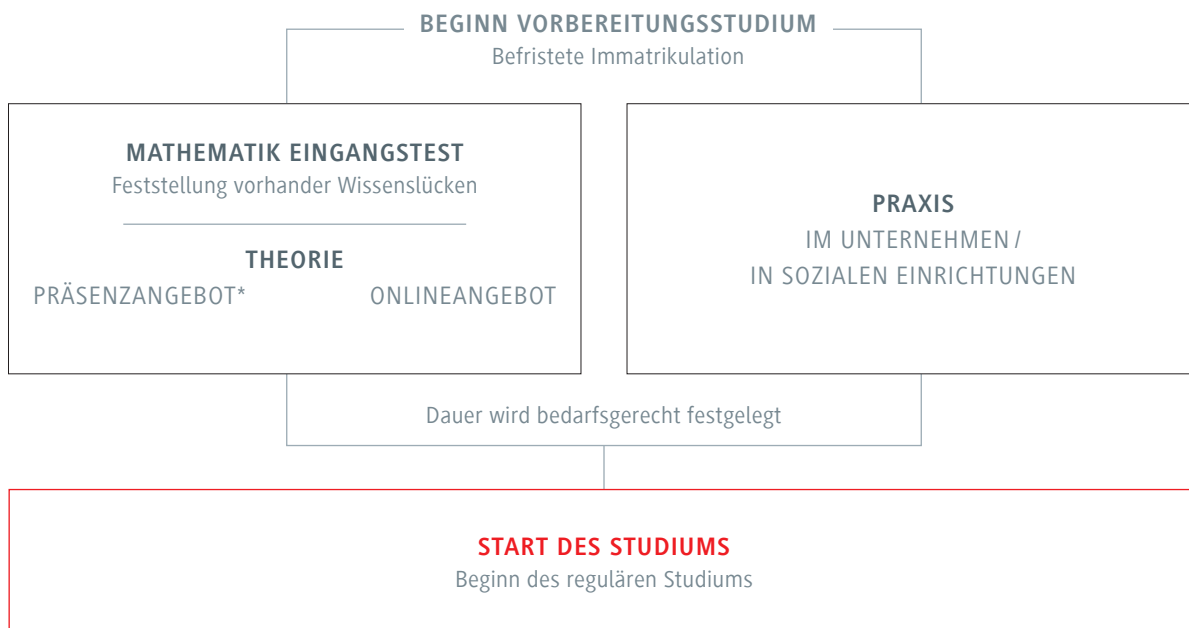 BEGINN VORBEREITUNGSSTUDIUM
Befristete Immatrikulation
MATHEMATIK EINGANGSTEST
Feststellung vorhander Wissenslücken
THEORIE
PRÄSENZANGEBOT*
ONLINEANGEBOT
PRAXIS
IM UNTERNEHMEN /
IN SOZIALEN EINRICHTUNGEN
Dauer wird bedarfsgerecht festgelegt
START DES STUDIUMS
Beginn des regulären Studiums